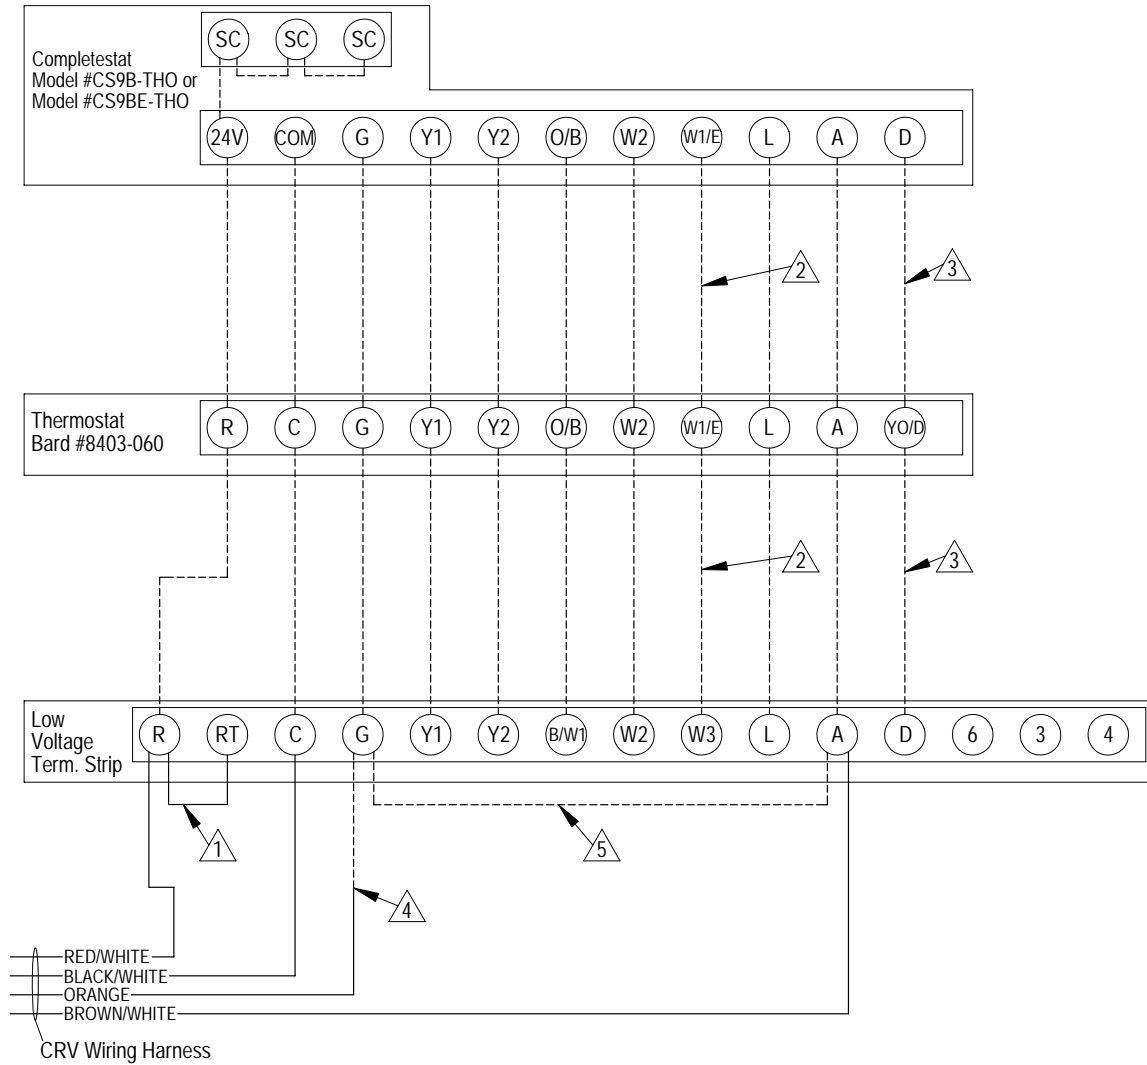 SC SC SC
Completestat
Model #CS9B-THO or
Model #CS9BE-THO
24V COM G Y1 Y2 O/B W2 W1/E L A D
2 3
Thermostat
Bard #8403-060
R C G Y1 Y2 O/B W2 W1/E L A YO/D
2 3
Low
Voltage
Term. Strip
R RT C G Y1 Y2 B/W1 W2 W3 L A D 6 3 4
1 5
4
RED/WHITE
BLACK/WHITE
ORANGE
BROWN/WHITE
CRV Wiring Harness